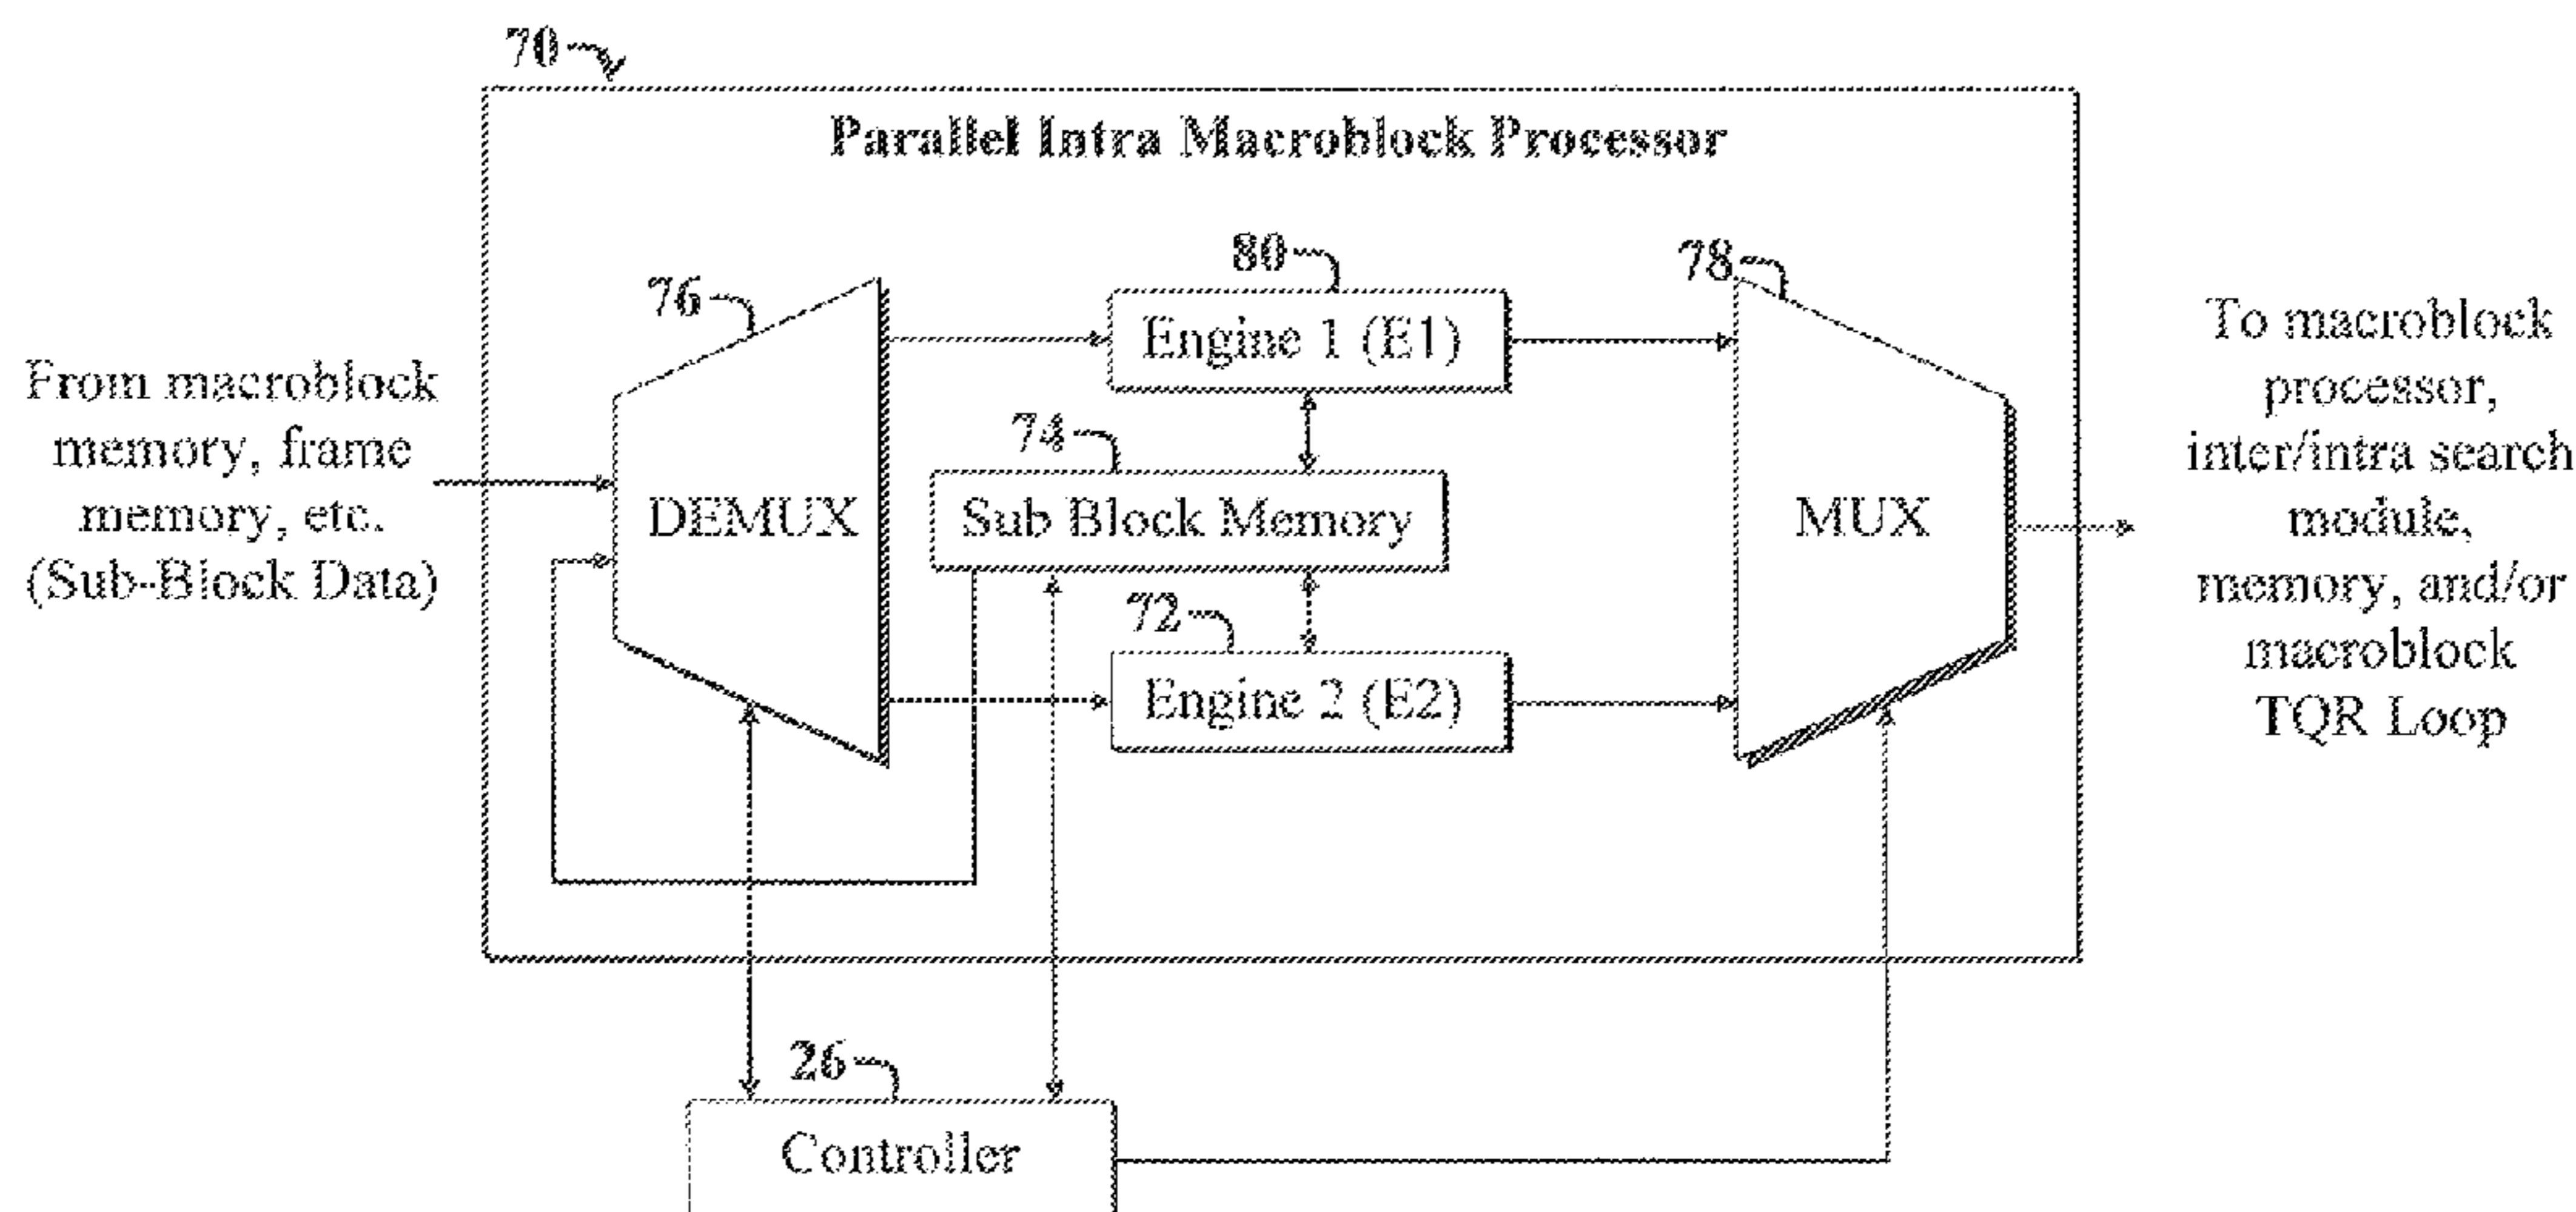 70
Parallel Intra Macroblock Processor
From macroblock
memory, frame
memory, etc.
(Sub-Block Data)
76
DEMUX
80
Engine 1 (E1)
74
Sub Block Memory
72
Engine 2 (E2)
78
MUX
To macroblock
processor,
inter/intra search
module,
memory, and/or
macroblock
TQR Loop
26
Controller